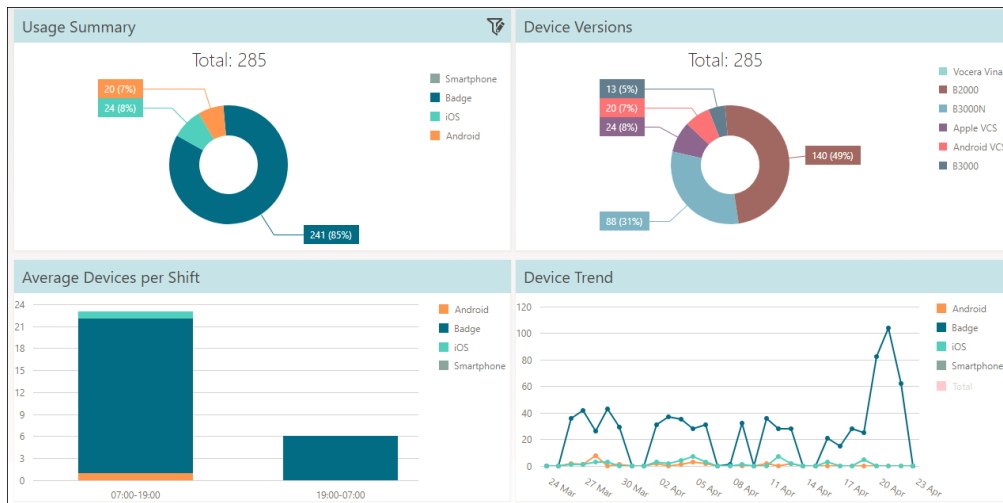 Usage Summary
Total: 285
20 (7%)
24 (8%)
241 (85%)
Smartphone
Badge
iOS
Android
Device Versions
Total: 285
13 (5%)
20 (7%)
24 (8%)
88 (31%)
140 (49%)
Vocera Vina
B2000
B3000N
Apple VCS
Android VCS
B3000
Average Devices per Shift
24
21
18
15
12
9
6
3
0
07:00-19:00
19:00-07:00
Android
Badge
iOS
Smartphone
Device Trend
120
100
80
60
40
20
0
24 Mar
27 Mar
30 Mar
02 Apr
05 Apr
08 Apr
11 Apr
14 Apr
17 Apr
20 Apr
23 Apr
Android
Badge
iOS
Smartphone
Total